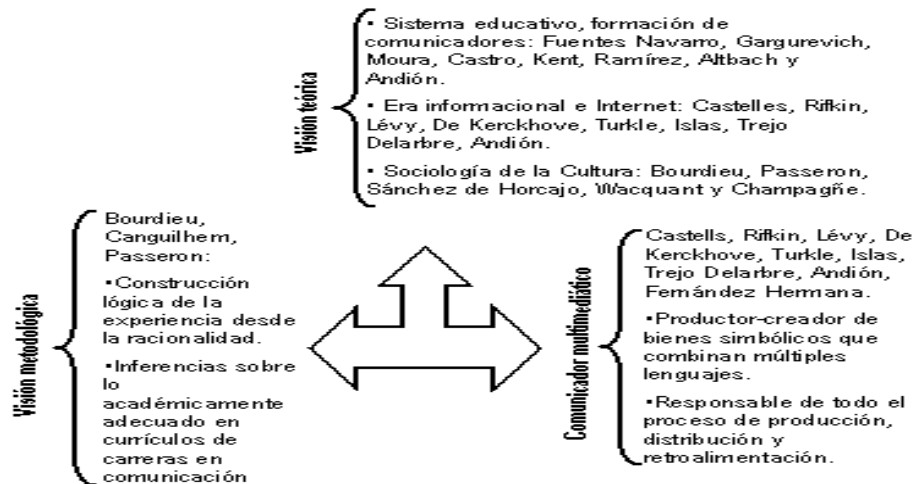 Visión teórica
• Sistema educativo, formación de
comunicadores: Fuentes Navarro, Gargurevich,
Moura, Castro, Kent, Ramírez, Altbach y
Andión.
• Era informacional e Internet: Castelles, Rifkin,
Lévy, De Kerckhove, Turkle, Islas, Trejo
Delarbre, Andión.
• Sociología de la Cultura: Bourdieu, Passeron,
Sánchez de Horcajo, Wacquant y Champagñe.
Visión metodológica
Bourdieu,
Canguilhem,
Passeron:
•Construcción
lógica de la
experiencia desde
la racionalidad.
•Inferencias sobre
lo
académicamente
adecuado en
currículos de
carreras en
comunicación
Comunicador multimediático
Castells, Rifkin, Lévy, De
Kerckhove, Turkle, Islas,
Trejo Delarbre, Andión,
Fernández Hermana.
•Productor-creador de
bienes simbólicos que
combinan múltiples
lenguajes.
•Responsable de todo el
proceso de producción,
distribución y
retroalimentación.